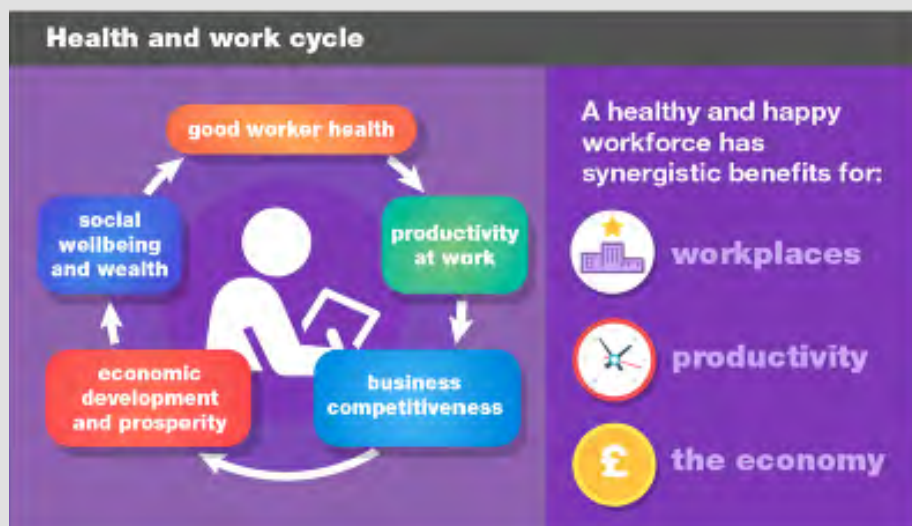 Health and work cycle
good worker health
productivity
at work
business
competitiveness
economic
development
and prosperity
social
wellbeing
and wealth
A healthy and happy
workforce has
synergistic benefits for:
workplaces
productivity
£
the economy